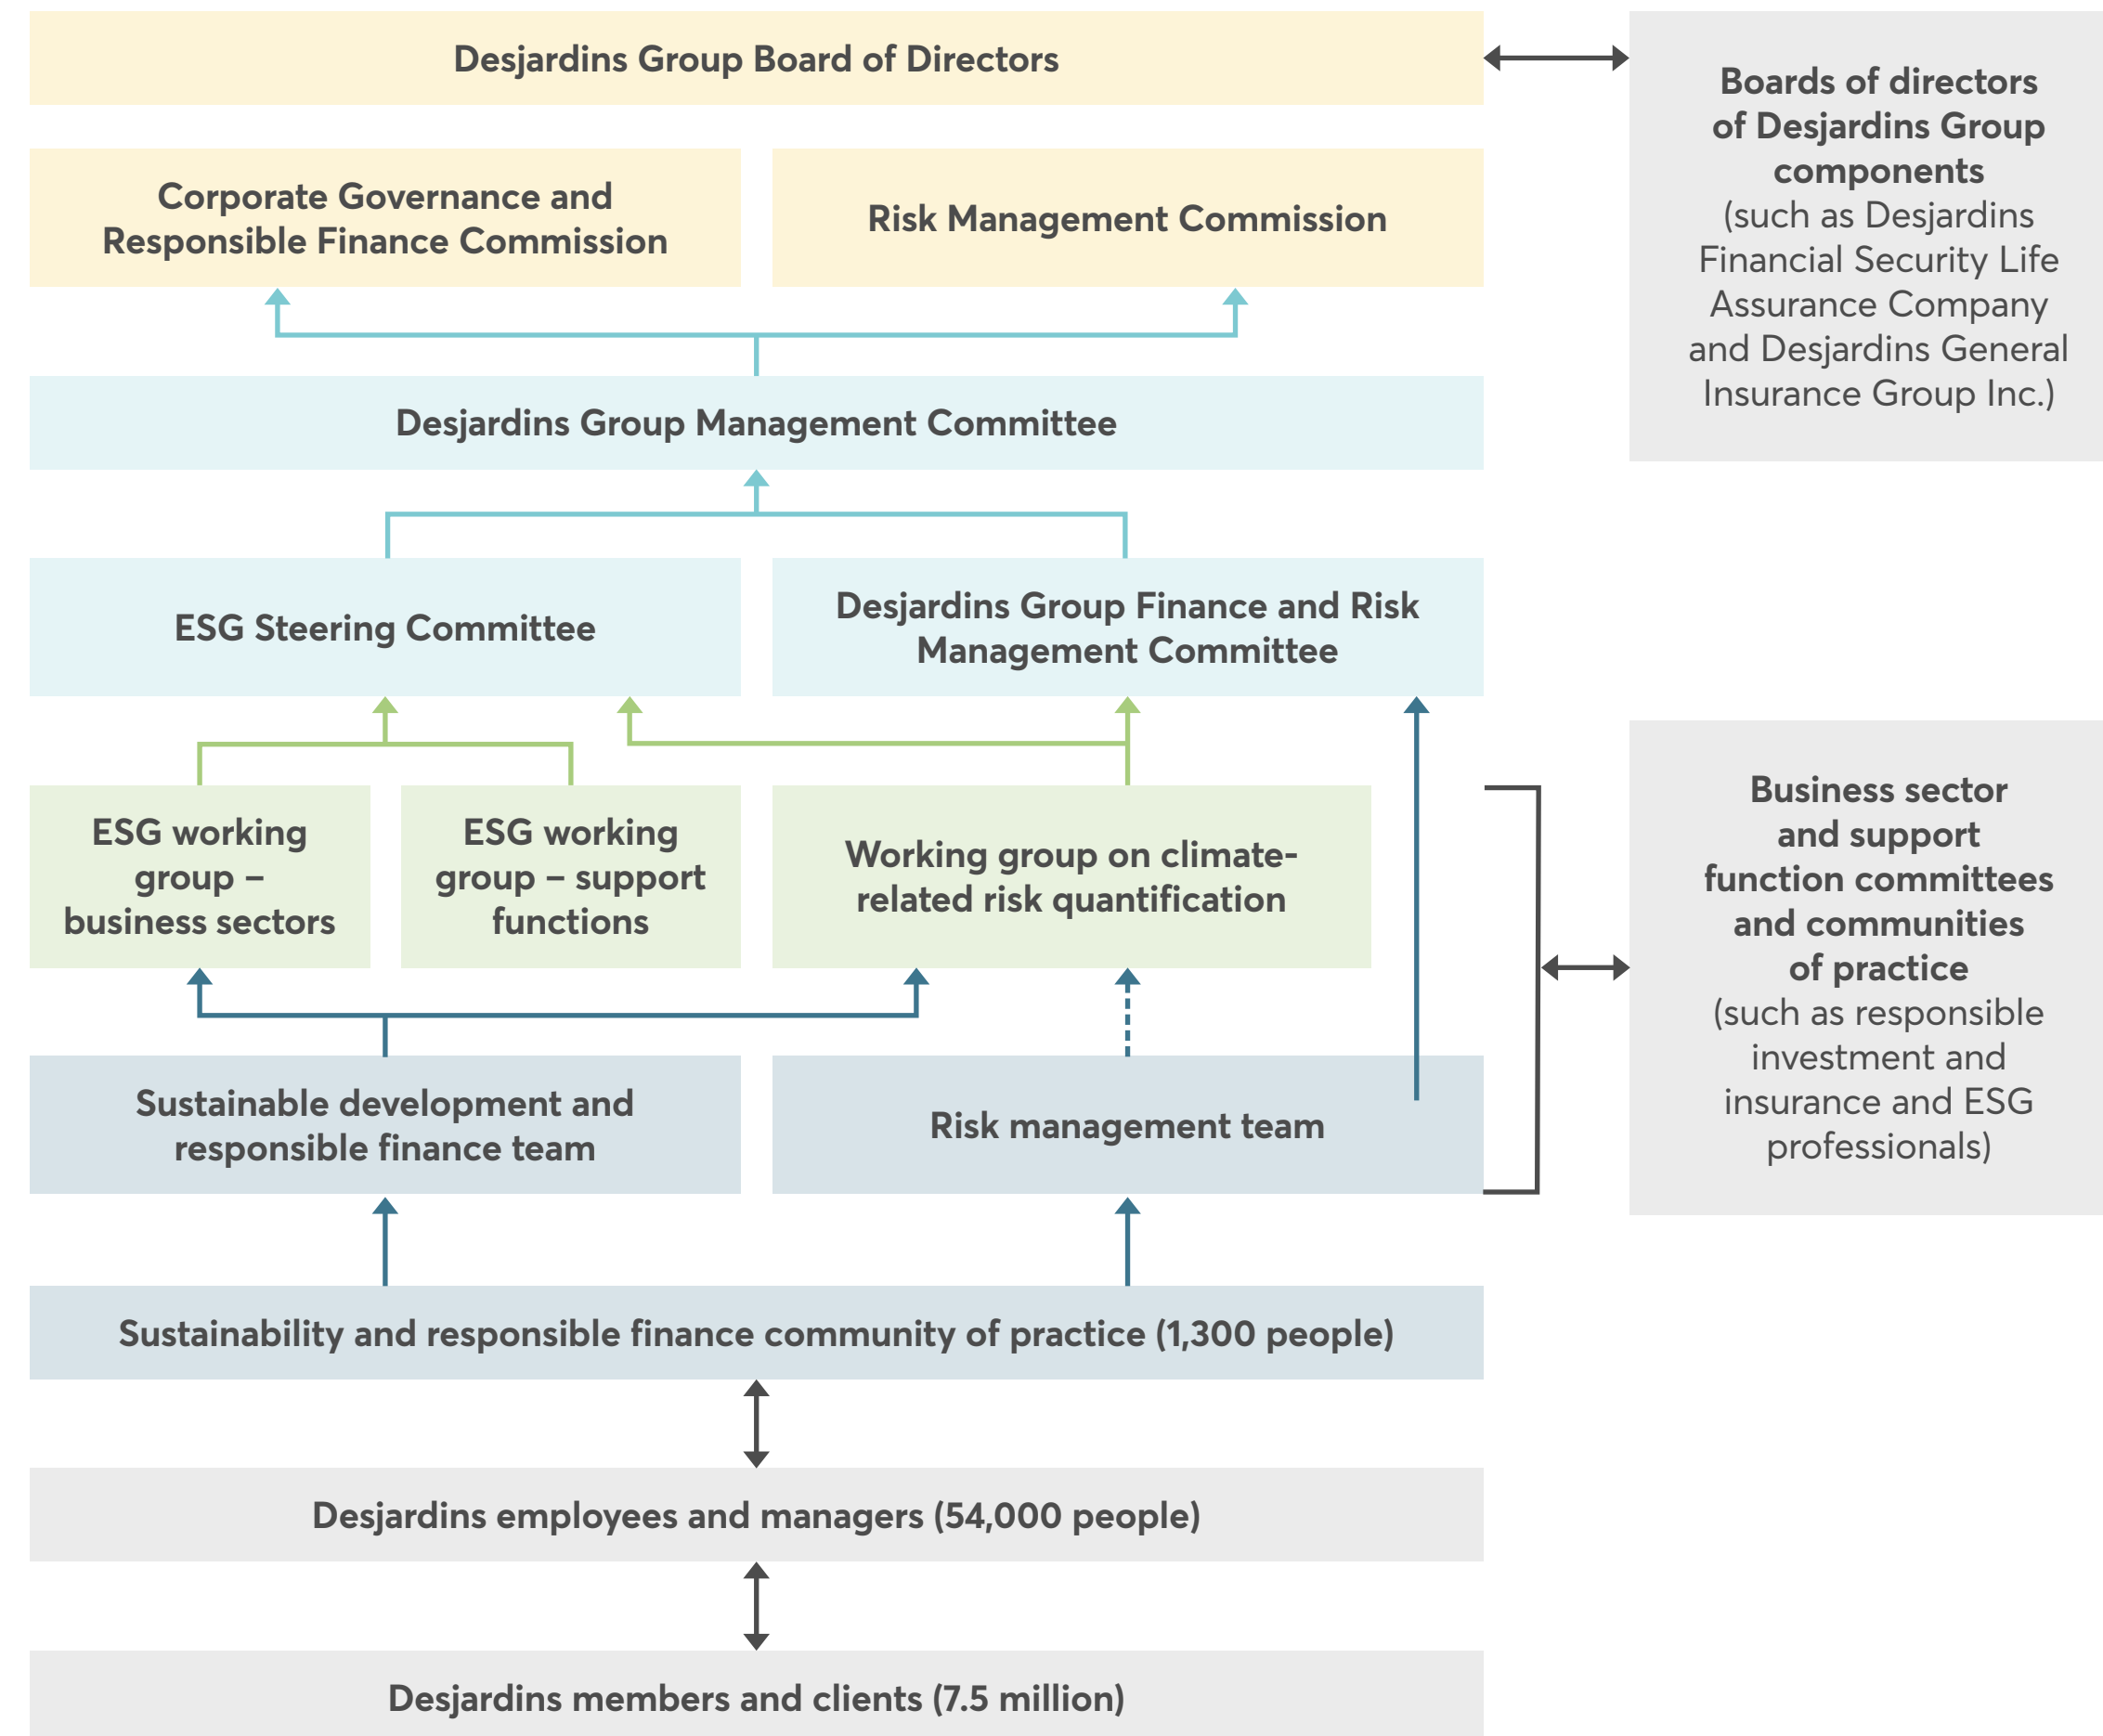 Desjardins Group Board of Directors
Boards of directors
of Desjardins Group
components
(such as Desjardins
Financial Security Life
Assurance Company
and Desjardins General
Insurance Group Inc.)
Corporate Governance and
Responsible Finance Commission
Risk Management Commission
Desjardins Group Management Committee
ESG Steering Committee
Desjardins Group Finance and Risk
Management Committee
ESG working
group –
business sectors
ESG working
group – support
functions
Working group on climate-
related risk quantification
Business sector
and support
function committees
and communities
of practice
(such as responsible
investment and
insurance and ESG
professionals)
Sustainable development and
responsible finance team
Risk management team
Sustainability and responsible finance community of practice (1,300 people)
Desjardins employees and managers (54,000 people)
Desjardins members and clients (7.5 million)